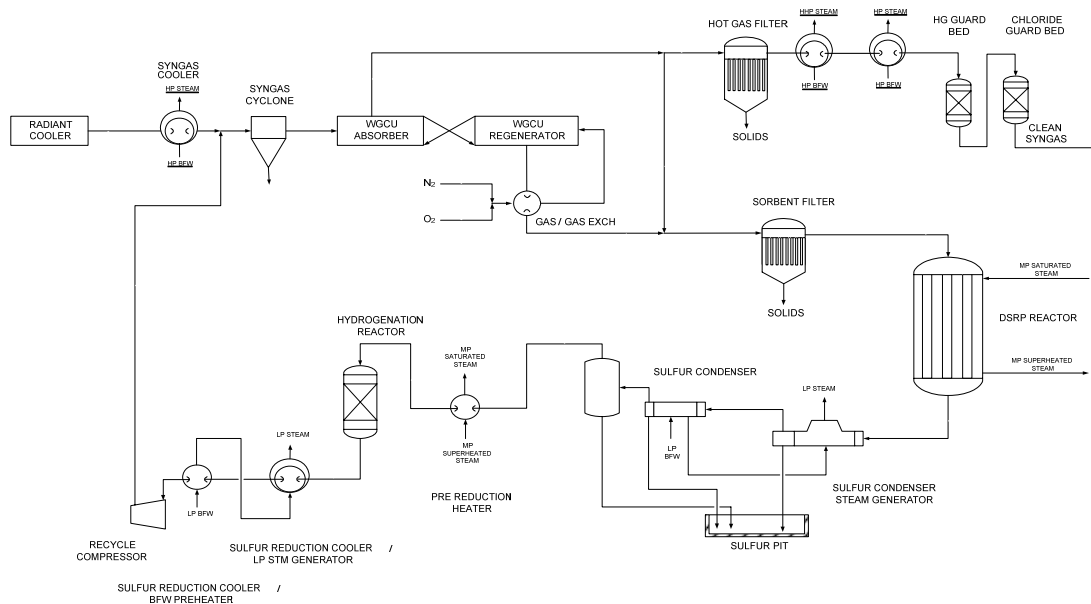 HHP STEAM
HP STEAM
HOT GAS FILTER
HG GUARD
BED
CHLORIDE
GUARD BED
SYNGAS
COOLER
HP STEAM
SYNGAS
CYCLONE
HP BFW
HP BFW
RADIANT
COOLER
WGCU
ABSORBER
WGCU
REGENERATOR
SOLIDS
CLEAN
SYNGAS
HP BFW
N2
O2
GAS / GAS EXCH
SORBENT FILTER
MP SATURATED
STEAM
SOLIDS
DSRP REACTOR
HYDROGENATION
REACTOR
MP
SATURATED
STEAM
MP SUPERHEATED
STEAM
SULFUR CONDENSER
LP STEAM
LP STEAM
LP
BFW
MP
SUPERHEATED
STEAM
SULFUR CONDENSER
STEAM GENERATOR
PRE REDUCTION
HEATER
LP BFW
RECYCLE
COMPRESSOR
SULFUR REDUCTION COOLER /
LP STM GENERATOR
SULFUR PIT
SULFUR REDUCTION COOLER /
BFW PREHEATER